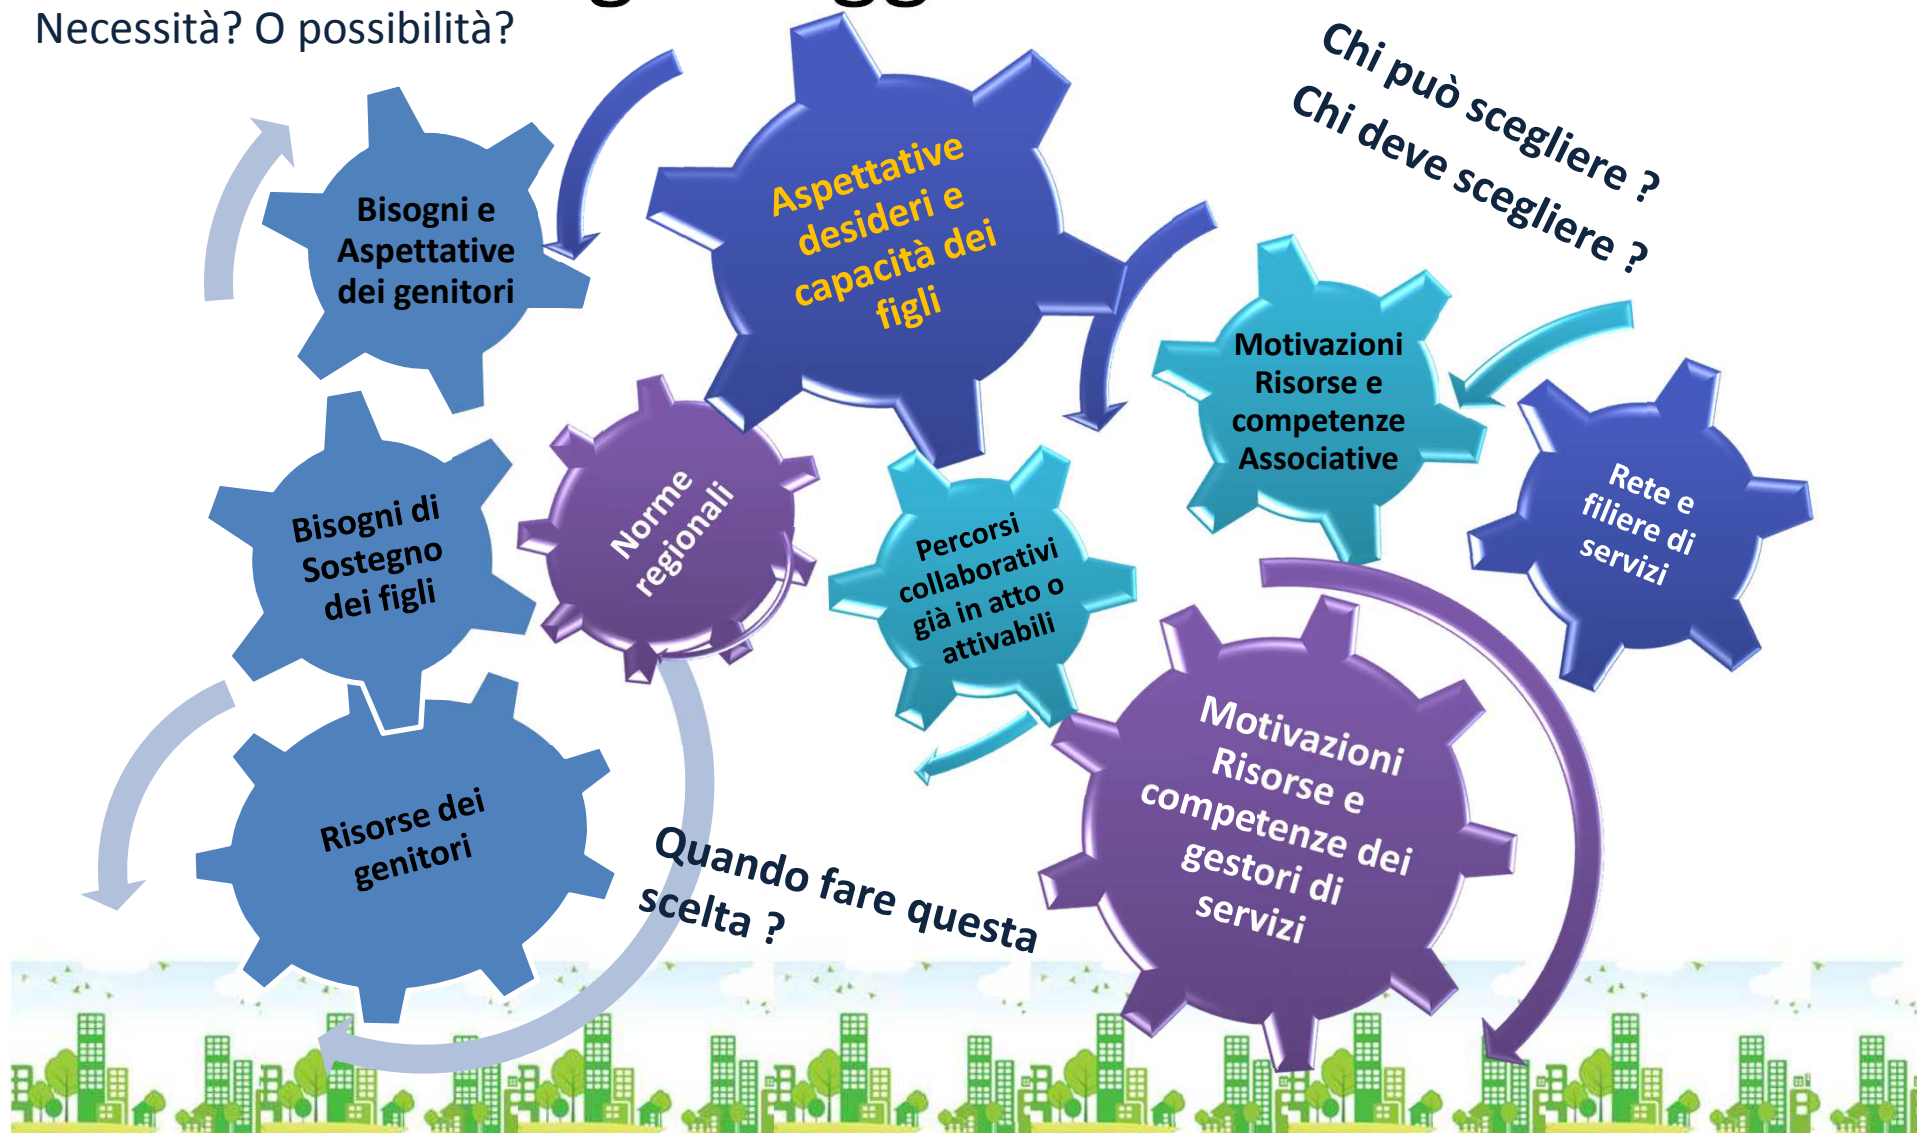 Necessità? O possibilità?
Chi può scegliere ?
Chi deve scegliere ?
Bisogni e
Aspettative
dei genitori
Aspettative
desideri e
capacità dei
figli
Motivazioni
Risorse e
competenze
Associative
Rete e
filiere di
servizi
Bisogni di
Sostegno
dei figli
Norme
regionali
Percorsi
collaborativi
già in atto o
attivabili
Motivazioni
Risorse e
competenze dei
gestori di
servizi
Risorse dei
genitori
Quando fare questa
scelta ?